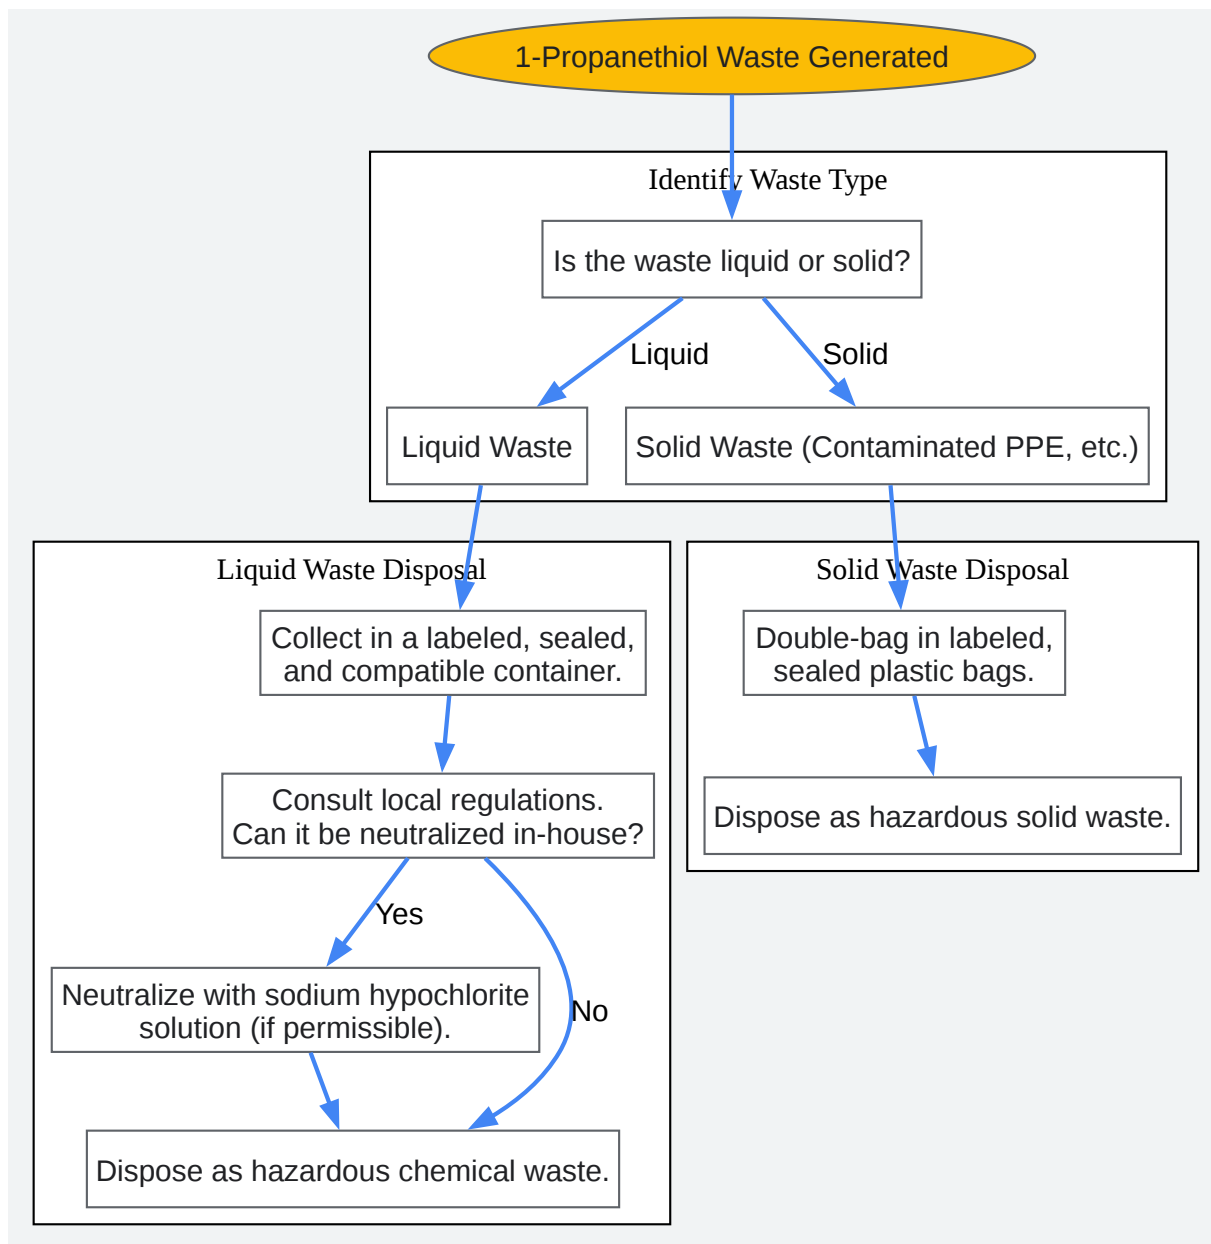 1-Propanethiol Waste Generated
Identify Waste Type
Is the waste liquid or solid?
Liquid
Solid
Liquid Waste
Solid Waste (Contaminated PPE, etc.)
Liquid Waste Disposal
Collect in a labeled, sealed,
and compatible container.
Consult local regulations.
Can it be neutralized in-house?
Yes
No
Neutralize with sodium hypochlorite
solution (if permissible).
Dispose as hazardous chemical waste.
Solid Waste Disposal
Double-bag in labeled,
sealed plastic bags.
Dispose as hazardous solid waste.